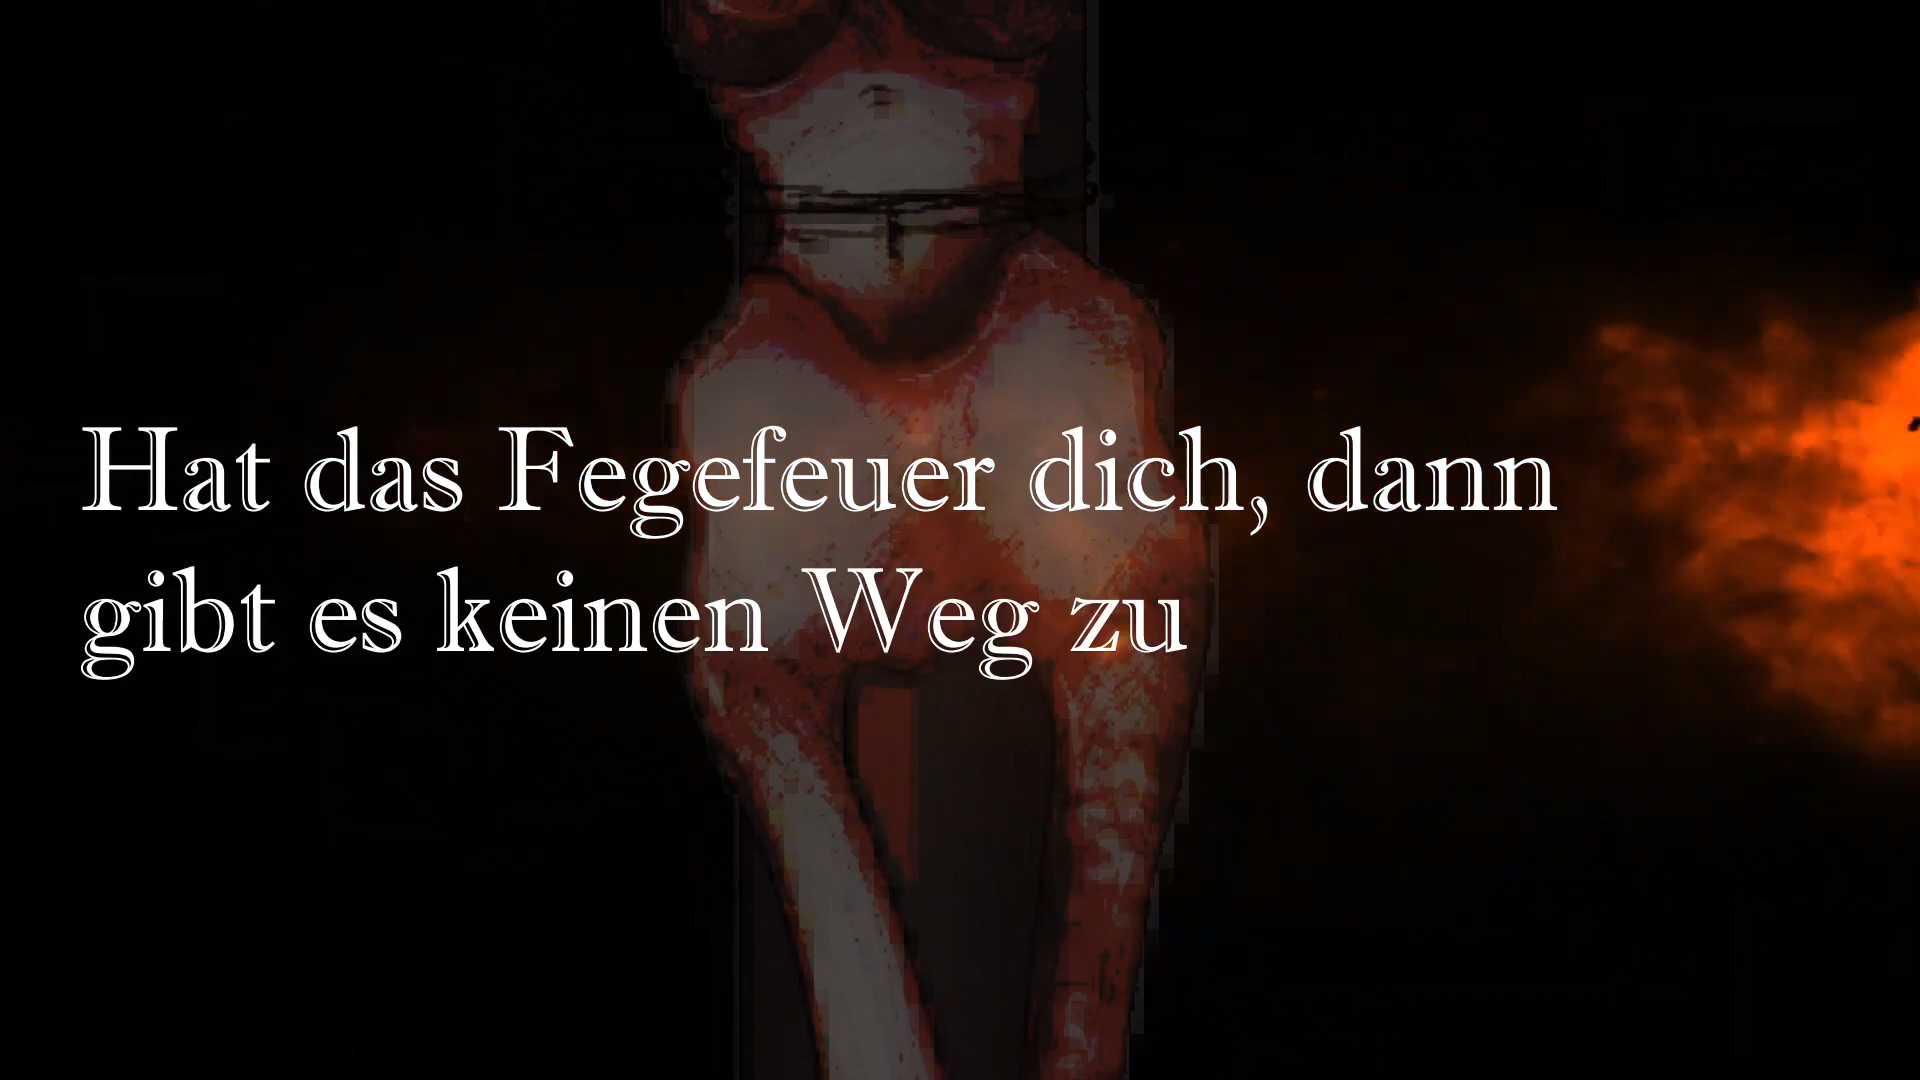 Hat das Fegefeuer dich, dann
gibt es keinen Weg zu